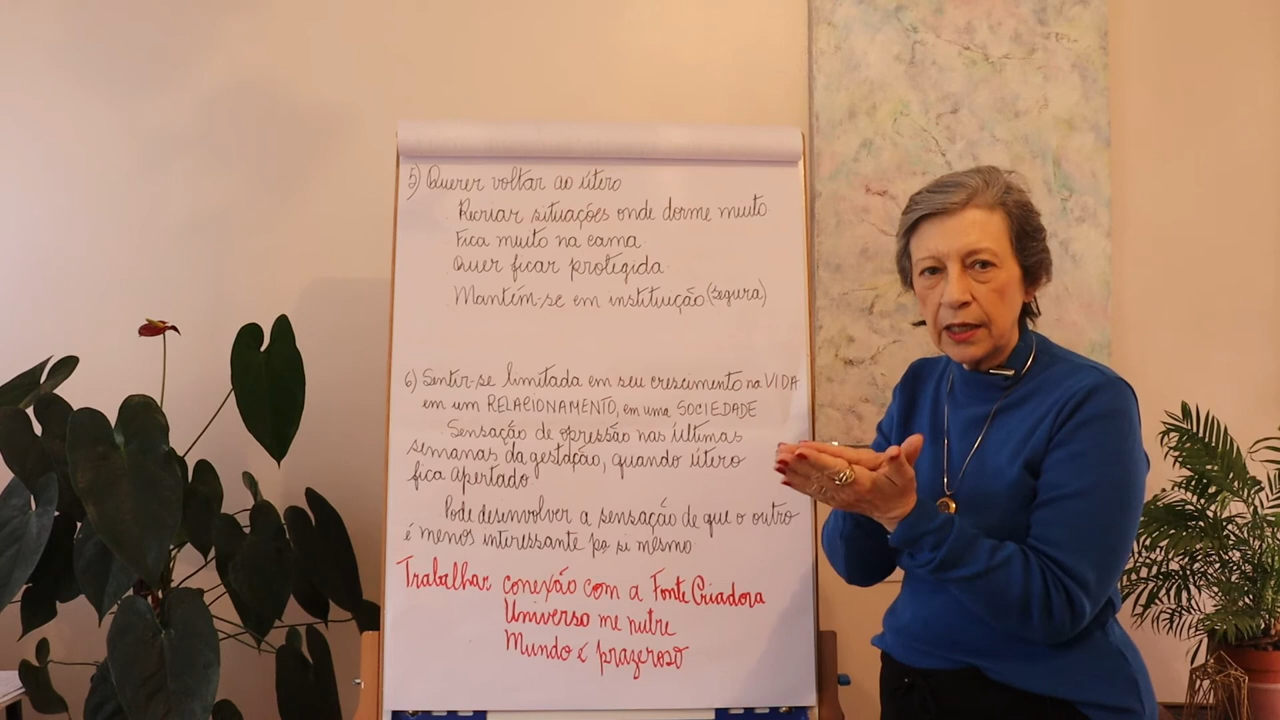 5) Querer voltar ao útero
Recriar situações onde dorme muito
Fica muito na cama
Quer ficar protegida
Mantém-se em instituição (segura)
6) Sentir-se limitada em seu crescimento na VIDA
em um RELACIONAMENTO, em uma SOCIEDADE
Sensação de opressão nas últimas
semanas da gestação, quando útero
fica apertado
Pode desenvolver a sensação de que o outro
é menos interessante pª si mesmo
Trabalhar conexão com a Fonte Criadora
Universo me nutre
Mundo é prazeroso